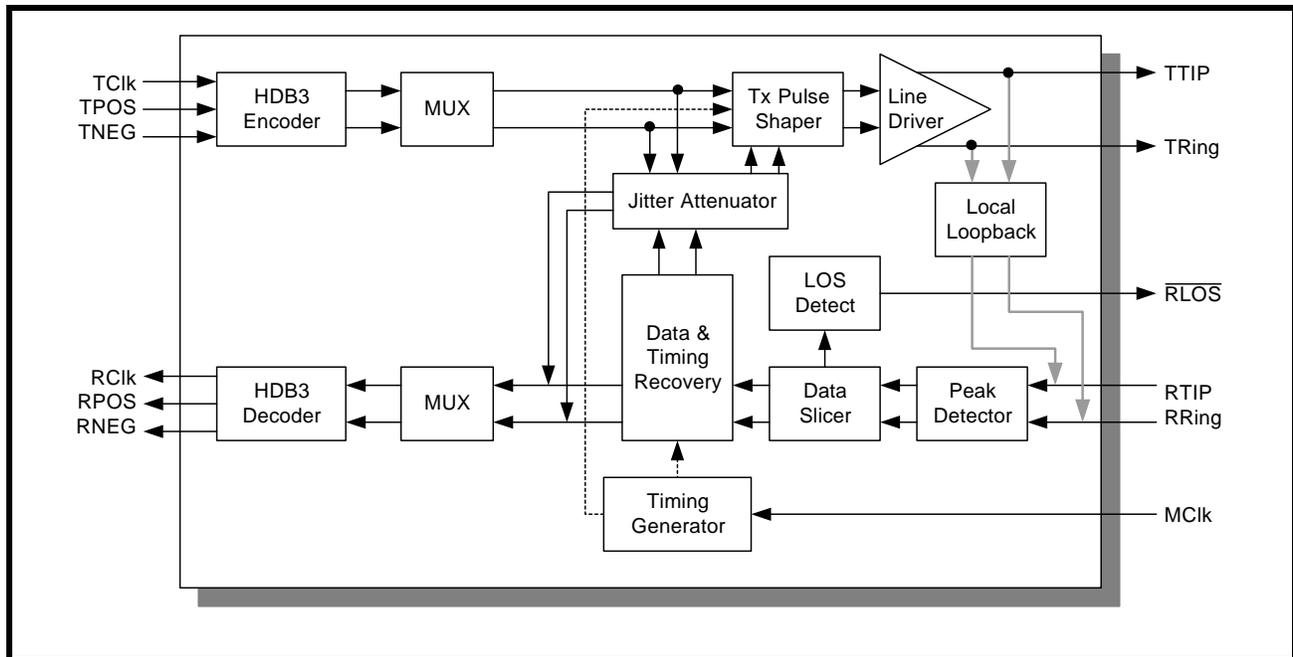 TClk
TPOS
TNEG
HDB3
Encoder
MUX
Tx Pulse
Shaper
Line
Driver
TTIP
TRing
Jitter Attenuator
Local
Loopback
LOS
Detect
RLOS
Data &
Timing
Recovery
RClk
RPOS
RNEG
HDB3
Decoder
MUX
Data
Slicer
Peak
Detector
RTIP
RRing
Timing
Generator
MClk